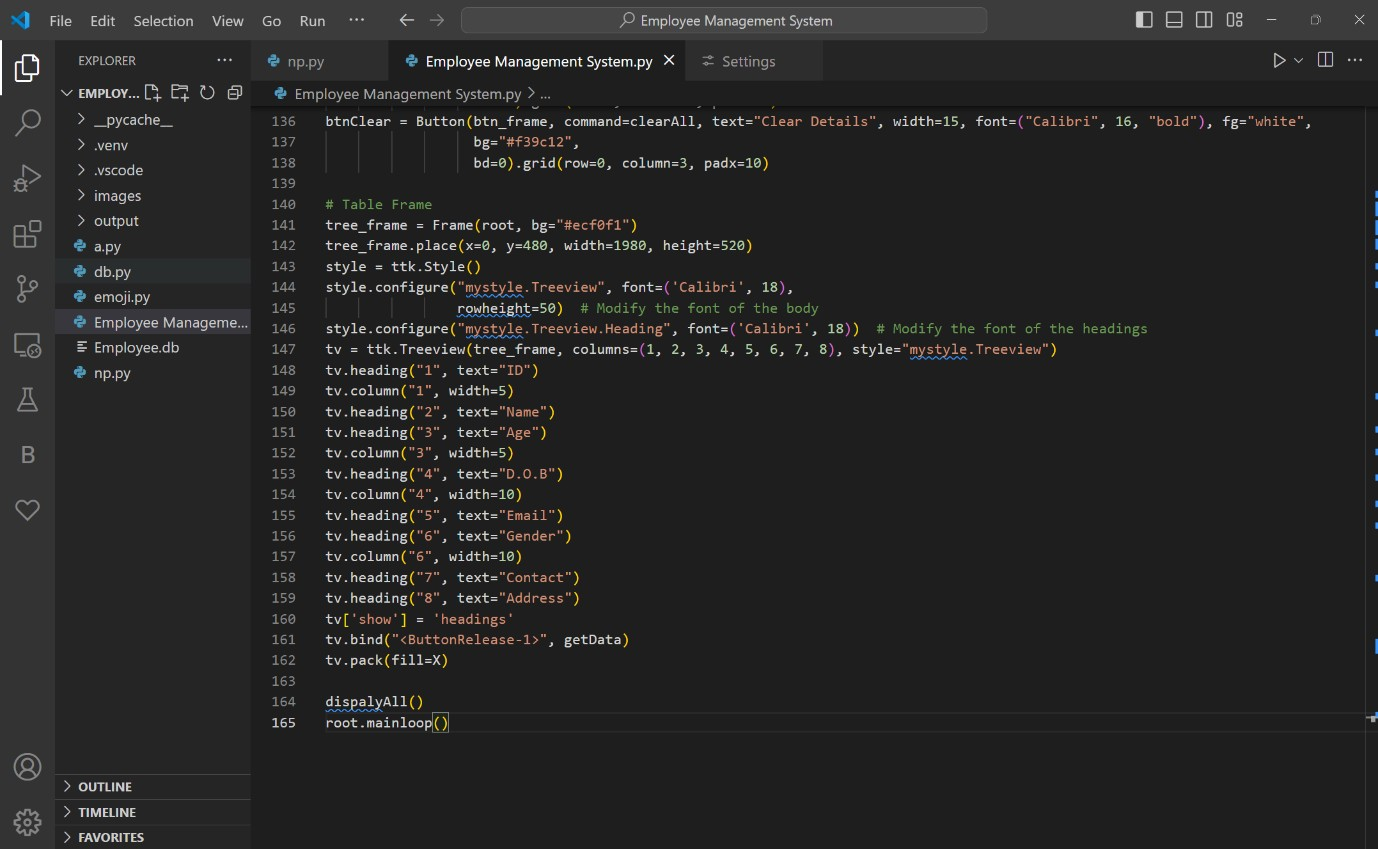 File Edit Selection View Go Run ··· Employee Management System
EXPLORER ···
np.py Employee Management System.py Settings
EMPLOY...
Employee Management System.py > ...
__pycache__
.venv
.vscode
images
output
a.py
db.py
emoji.py
Employee Manageme...
Employee.db
np.py
B
OUTLINE
TIMELINE
FAVORITES
136 btnClear = Button(btn_frame, command=clearAll, text="Clear Details", width=15, font=("Calibri", 16, "bold"), fg="white",
137 bg="#f39c12",
138 bd=0).grid(row=0, column=3, padx=10)
139
140 # Table Frame
141 tree_frame = Frame(root, bg="#ecf0f1")
142 tree_frame.place(x=0, y=480, width=1980, height=520)
143 style = ttk.Style()
144 style.configure("mystyle.Treeview", font=('Calibri', 18),
145 rowheight=50)  # Modify the font of the body
146 style.configure("mystyle.Treeview.Heading", font=('Calibri', 18))  # Modify the font of the headings
147 tv = ttk.Treeview(tree_frame, columns=(1, 2, 3, 4, 5, 6, 7, 8), style="mystyle.Treeview")
148 tv.heading("1", text="ID")
149 tv.column("1", width=5)
150 tv.heading("2", text="Name")
151 tv.heading("3", text="Age")
152 tv.column("3", width=5)
153 tv.heading("4", text="D.O.B")
154 tv.column("4", width=10)
155 tv.heading("5", text="Email")
156 tv.heading("6", text="Gender")
157 tv.column("6", width=10)
158 tv.heading("7", text="Contact")
159 tv.heading("8", text="Address")
160 tv['show'] = 'headings'
161 tv.bind("<ButtonRelease-1>", getData)
162 tv.pack(fill=X)
163
164 dispalyAll()
165 root.mainloop()